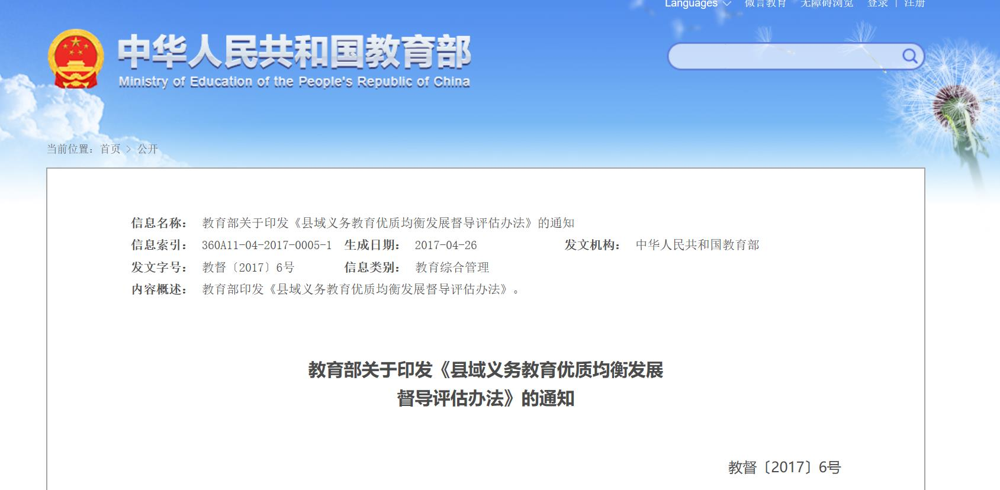 Languages 微言教育 无障碍浏览 登录 | 注册
中华人民共和国教育部
Ministry of Education of the People's Republic of China
当前位置：首页 > 公开
信息名称： 教育部关于印发《县域义务教育优质均衡发展督导评估办法》的通知
信息索引： 360A11-04-2017-0005-1 生成日期： 2017-04-26 发文机构： 中华人民共和国教育部
发文字号： 教督〔2017〕6号 信息类别： 教育综合管理
内容概述： 教育部印发《县域义务教育优质均衡发展督导评估办法》。
教育部关于印发《县域义务教育优质均衡发展
督导评估办法》的通知
教督〔2017〕6号